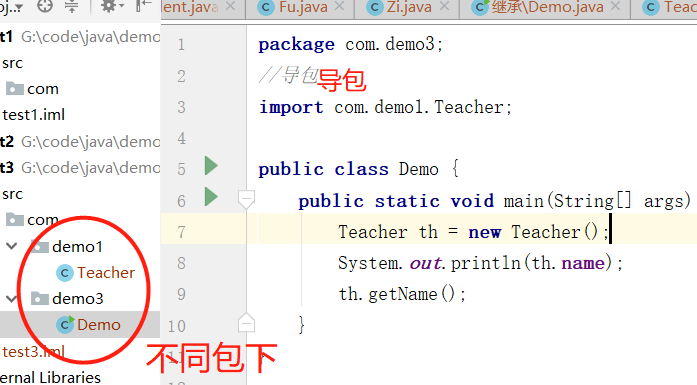 oj...
t1 G:\code\java\demo
src
com
test1.iml
t2 G:\code\java\demo
t3 G:\code\java\demo
src
com
demo1
Teacher
demo3
Demo
test3.iml
ternal Libraries
ent.java
Fu.java
Zi.java
继承\Demo.java
Teac
1 package com.demo3;
2 //导包 导包
3 import com.demo1.Teacher;
4
5 public class Demo {
6 public static void main(String[] args)
7 Teacher th = new Teacher();
8 System.out.println(th.name);
9 th.getName();
10 }
不同包下